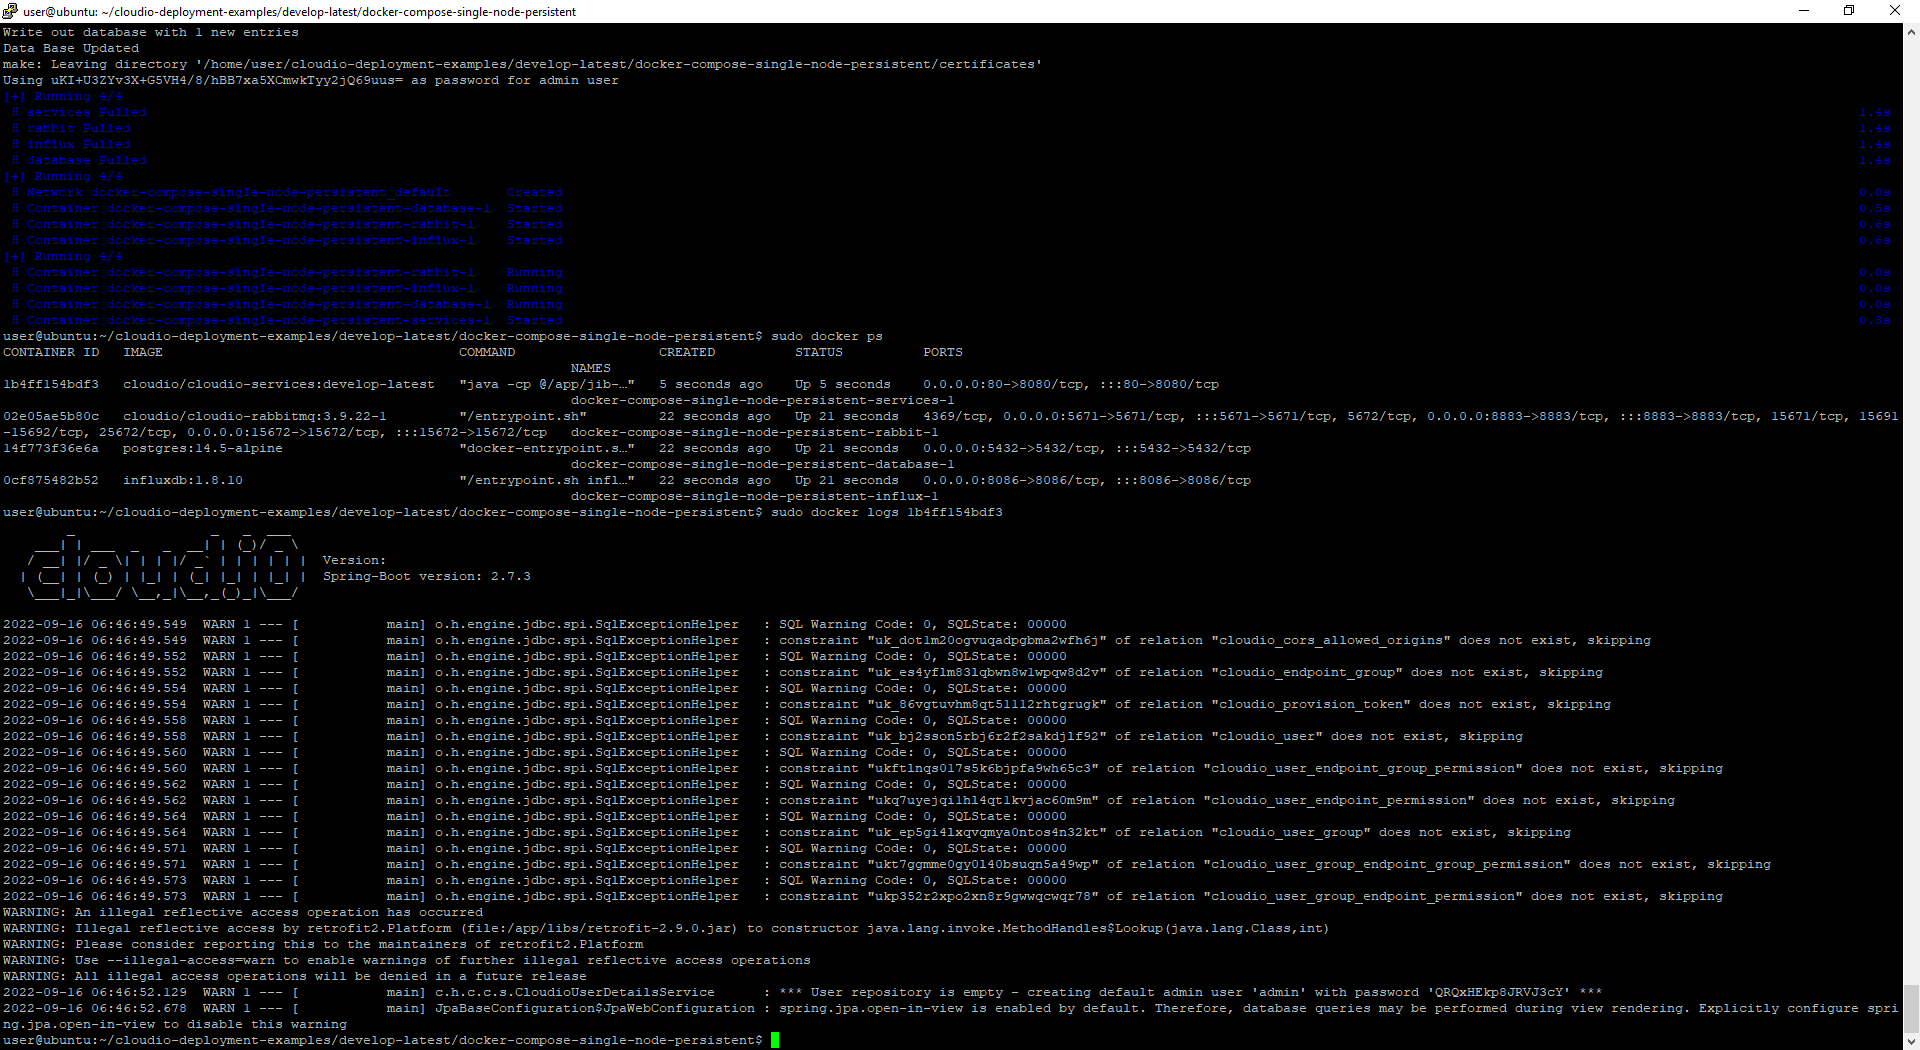 user@ubuntu: ~/cloudio-deployment-examples/develop-latest/docker-compose-single-node-persistent
Write out database with 1 new entries
Data Base Updated
make: Leaving directory '/home/user/cloudio-deployment-examples/develop-latest/docker-compose-single-node-persistent/certificates'
Using uKI+U3ZYv3X+G5VH4/8/hBB7xa5XCmwkTyy2jQ69uus= as password for admin user
[+] Running 4/4
 ⠿ services Pulled 1.4s
 ⠿ rabbit Pulled 1.4s
 ⠿ influx Pulled 1.4s
 ⠿ database Pulled 1.4s
[+] Running 4/4
 ⠿ Network docker-compose-single-node-persistent_default Created 0.0s
 ⠿ Container docker-compose-single-node-persistent-database-1 Started 0.5s
 ⠿ Container docker-compose-single-node-persistent-rabbit-1 Started 0.6s
 ⠿ Container docker-compose-single-node-persistent-influx-1 Started 0.6s
[+] Running 4/4
 ⠿ Container docker-compose-single-node-persistent-rabbit-1 Running 0.0s
 ⠿ Container docker-compose-single-node-persistent-influx-1 Running 0.0s
 ⠿ Container docker-compose-single-node-persistent-database-1 Running 0.0s
 ⠿ Container docker-compose-single-node-persistent-services-1 Started 0.3s
user@ubuntu:~/cloudio-deployment-examples/develop-latest/docker-compose-single-node-persistent$ sudo docker ps
CONTAINER ID IMAGE COMMAND CREATED STATUS PORTS
NAMES
1b4ff154bdf3 cloudio/cloudio-services:develop-latest "java -cp @/app/jib-…" 5 seconds ago Up 5 seconds 0.0.0.0:80->8080/tcp, :::80->8080/tcp
docker-compose-single-node-persistent-services-1
02e05ae5b80c cloudio/cloudio-rabbitmq:3.9.22-1 "/entrypoint.sh" 22 seconds ago Up 21 seconds 4369/tcp, 0.0.0.0:5671->5671/tcp, :::5671->5671/tcp, 5672/tcp, 0.0.0.0:8883->8883/tcp, :::8883->8883/tcp, 15671/tcp, 15691
-15692/tcp, 25672/tcp, 0.0.0.0:15672->15672/tcp, :::15672->15672/tcp docker-compose-single-node-persistent-rabbit-1
14f773f36e6a postgres:14.5-alpine "docker-entrypoint.s…" 22 seconds ago Up 21 seconds 0.0.0.0:5432->5432/tcp, :::5432->5432/tcp
docker-compose-single-node-persistent-database-1
0cf875482b52 influxdb:1.8.10 "/entrypoint.sh infl…" 22 seconds ago Up 21 seconds 0.0.0.0:8086->8086/tcp, :::8086->8086/tcp
docker-compose-single-node-persistent-influx-1
user@ubuntu:~/cloudio-deployment-examples/develop-latest/docker-compose-single-node-persistent$ sudo docker logs 1b4ff154bdf3
cloud.iO
Version:
Spring-Boot version: 2.7.3
2022-09-16 06:46:49.549 WARN 1 --- [ main] o.h.engine.jdbc.spi.SqlExceptionHelper : SQL Warning Code: 0, SQLState: 00000
2022-09-16 06:46:49.549 WARN 1 --- [ main] o.h.engine.jdbc.spi.SqlExceptionHelper : constraint "uk_dotlm20ogvuqadpgbma2wfh6j" of relation "cloudio_cors_allowed_origins" does not exist, skipping
2022-09-16 06:46:49.552 WARN 1 --- [ main] o.h.engine.jdbc.spi.SqlExceptionHelper : SQL Warning Code: 0, SQLState: 00000
2022-09-16 06:46:49.552 WARN 1 --- [ main] o.h.engine.jdbc.spi.SqlExceptionHelper : constraint "uk_es4yflm83lqbwn8wlwpqw8d2v" of relation "cloudio_endpoint_group" does not exist, skipping
2022-09-16 06:46:49.554 WARN 1 --- [ main] o.h.engine.jdbc.spi.SqlExceptionHelper : SQL Warning Code: 0, SQLState: 00000
2022-09-16 06:46:49.554 WARN 1 --- [ main] o.h.engine.jdbc.spi.SqlExceptionHelper : constraint "uk_86vgtuvhm8qt51ll2rhtgrugk" of relation "cloudio_provision_token" does not exist, skipping
2022-09-16 06:46:49.558 WARN 1 --- [ main] o.h.engine.jdbc.spi.SqlExceptionHelper : SQL Warning Code: 0, SQLState: 00000
2022-09-16 06:46:49.558 WARN 1 --- [ main] o.h.engine.jdbc.spi.SqlExceptionHelper : constraint "uk_bj2sson5rbj6r2f2sakdjlf92" of relation "cloudio_user" does not exist, skipping
2022-09-16 06:46:49.560 WARN 1 --- [ main] o.h.engine.jdbc.spi.SqlExceptionHelper : SQL Warning Code: 0, SQLState: 00000
2022-09-16 06:46:49.560 WARN 1 --- [ main] o.h.engine.jdbc.spi.SqlExceptionHelper : constraint "ukftlnqs017s5k6bjpfa9wh65c3" of relation "cloudio_user_endpoint_group_permission" does not exist, skipping
2022-09-16 06:46:49.562 WARN 1 --- [ main] o.h.engine.jdbc.spi.SqlExceptionHelper : SQL Warning Code: 0, SQLState: 00000
2022-09-16 06:46:49.562 WARN 1 --- [ main] o.h.engine.jdbc.spi.SqlExceptionHelper : constraint "ukq7uyejqilhl4qtlkvjac60m9m" of relation "cloudio_user_endpoint_permission" does not exist, skipping
2022-09-16 06:46:49.564 WARN 1 --- [ main] o.h.engine.jdbc.spi.SqlExceptionHelper : SQL Warning Code: 0, SQLState: 00000
2022-09-16 06:46:49.564 WARN 1 --- [ main] o.h.engine.jdbc.spi.SqlExceptionHelper : constraint "uk_ep5gi4lxqvqmya0ntos4n32kt" of relation "cloudio_user_group" does not exist, skipping
2022-09-16 06:46:49.571 WARN 1 --- [ main] o.h.engine.jdbc.spi.SqlExceptionHelper : SQL Warning Code: 0, SQLState: 00000
2022-09-16 06:46:49.571 WARN 1 --- [ main] o.h.engine.jdbc.spi.SqlExceptionHelper : constraint "ukt7ggmme0gy0140bsuqn5a49wp" of relation "cloudio_user_group_endpoint_group_permission" does not exist, skipping
2022-09-16 06:46:49.573 WARN 1 --- [ main] o.h.engine.jdbc.spi.SqlExceptionHelper : SQL Warning Code: 0, SQLState: 00000
2022-09-16 06:46:49.573 WARN 1 --- [ main] o.h.engine.jdbc.spi.SqlExceptionHelper : constraint "ukp352r2xpo2xn8r9gwwqcwqr78" of relation "cloudio_user_group_endpoint_permission" does not exist, skipping
WARNING: An illegal reflective access operation has occurred
WARNING: Illegal reflective access by retrofit2.Platform (file:/app/libs/retrofit-2.9.0.jar) to constructor java.lang.invoke.MethodHandles$Lookup(java.lang.Class,int)
WARNING: Please consider reporting this to the maintainers of retrofit2.Platform
WARNING: Use --illegal-access=warn to enable warnings of further illegal reflective access operations
WARNING: All illegal access operations will be denied in a future release
2022-09-16 06:46:52.129 WARN 1 --- [ main] c.h.c.c.s.CloudioUserDetailsService : *** User repository is empty - creating default admin user 'admin' with password 'QRQxHEkp8JRVJ3cY' ***
2022-09-16 06:46:52.678 WARN 1 --- [ main] JpaBaseConfiguration$JpaWebConfiguration : spring.jpa.open-in-view is enabled by default. Therefore, database queries may be performed during view rendering. Explicitly configure spri
ng.jpa.open-in-view to disable this warning
user@ubuntu:~/cloudio-deployment-examples/develop-latest/docker-compose-single-node-persistent$